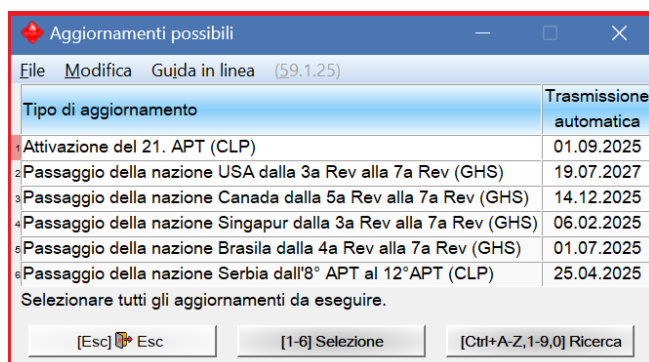 Aggiornamenti possibili
File Modifica Guida in linea (59.1.25)
Tipo di aggiornamento Trasmissione automatica
1 Attivazione del 21. APT (CLP) 01.09.2025
2 Passaggio della nazione USA dalla 3a Rev alla 7a Rev (GHS) 19.07.2027
3 Passaggio della nazione Canada dalla 5a Rev alla 7a Rev (GHS) 14.12.2025
4 Passaggio della nazione Singapur dalla 3a Rev alla 7a Rev (GHS) 06.02.2025
5 Passaggio della nazione Brasila dalla 4a Rev alla 7a Rev (GHS) 01.07.2025
6 Passaggio della nazione Serbia dall'8° APT al 12°APT (CLP) 25.04.2025
Selezionare tutti gli aggiornamenti da eseguire.
[Esc] Esc [1-6] Selezione [Ctrl+A-Z,1-9,0] Ricerca